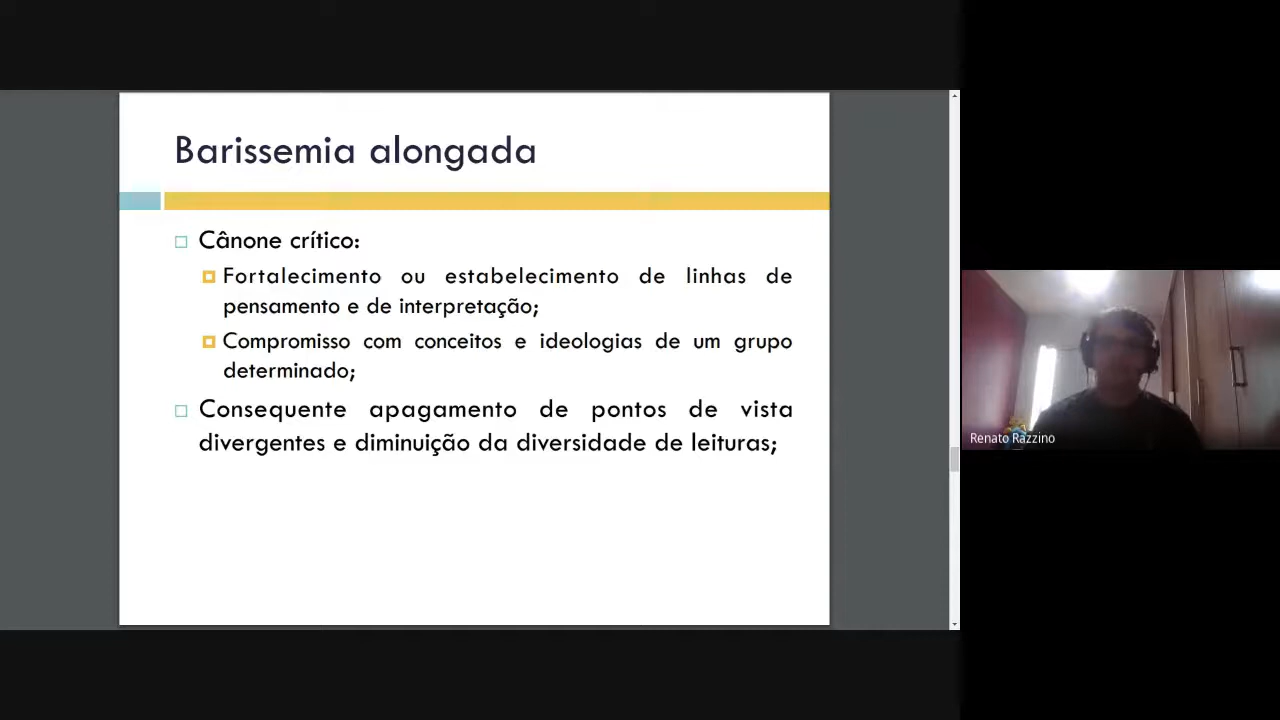 Barissemia alongada
Cânone crítico:
Fortalecimento ou estabelecimento de linhas de
pensamento e de interpretação;
Compromisso com conceitos e ideologias de um grupo
determinado;
Consequente apagamento de pontos de vista
divergentes e diminuição da diversidade de leituras;
Renato Razzino